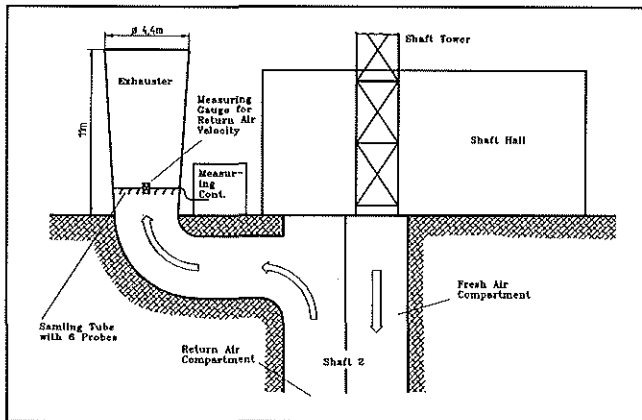 ø 4,4m
Shaft Tower
Exhauster
Measuring
Gauge for
Return Air
Velocity
11m
Shaft Hall
Measur-
ing
Cont.
Fresh Air
Compartment
Samling Tube
with 6 Probes
Return Air
Compartment
Shaft 2